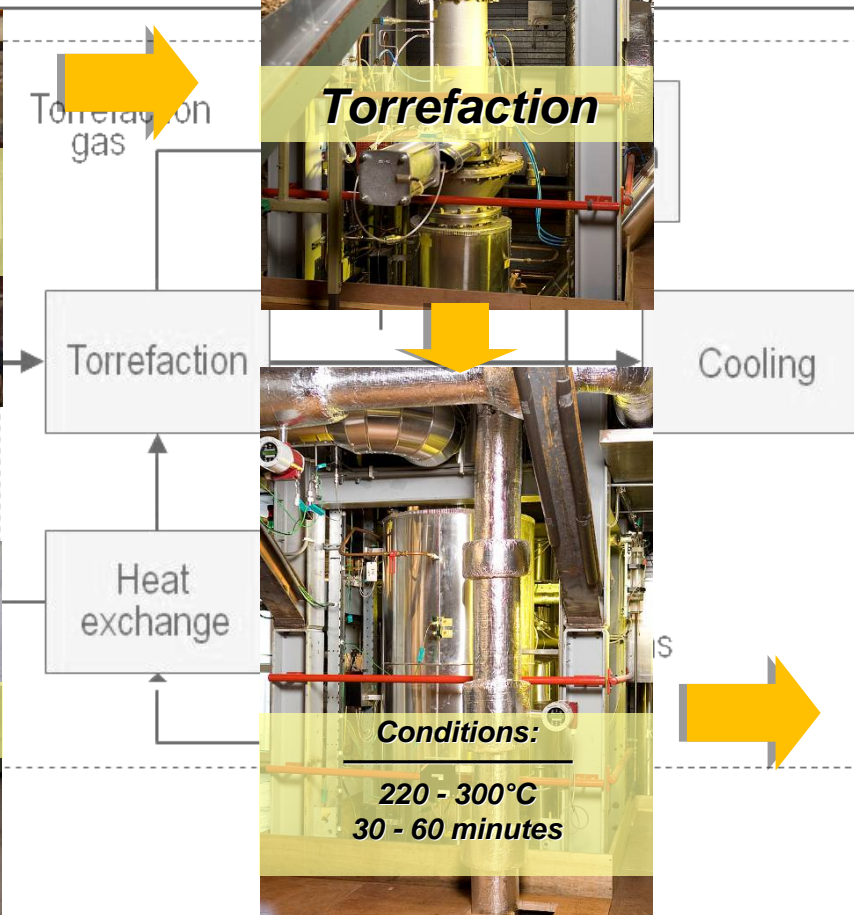 Torrefaction
gas
Torrefaction
Torrefaction
Cooling
Heat
exchange
Conditions:
220 - 300°C
30 - 60 minutes